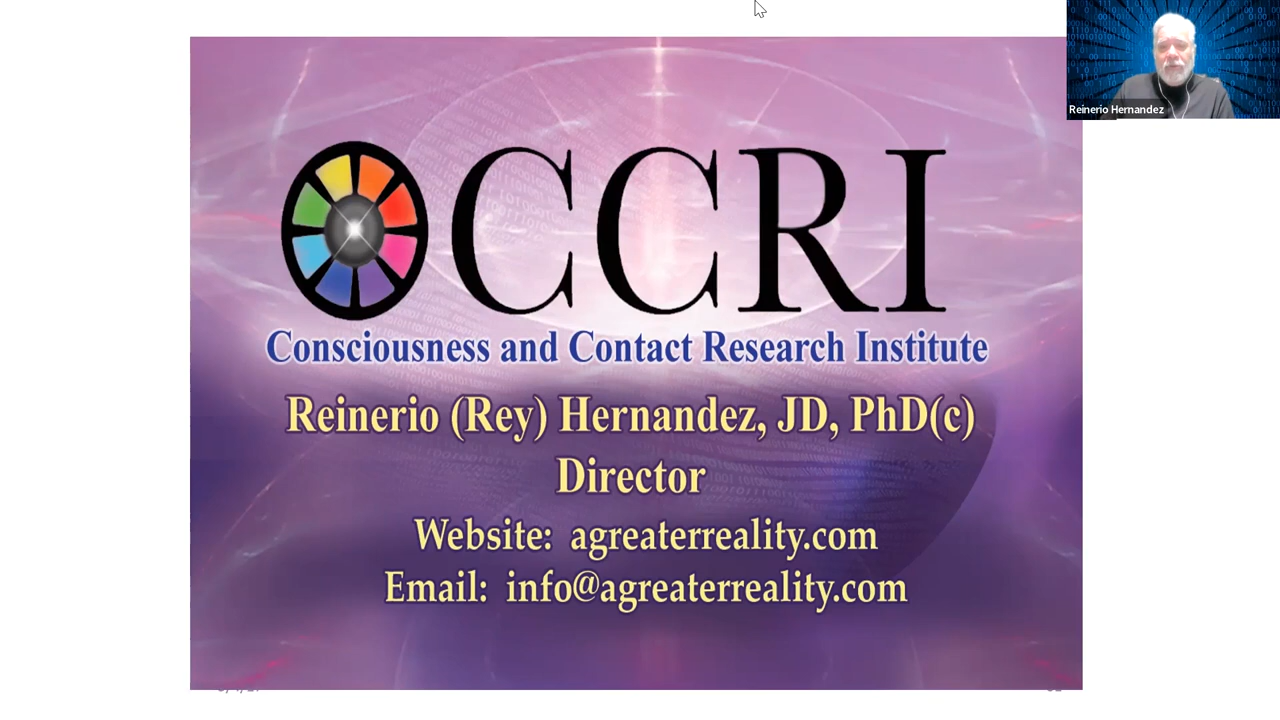 CCRI
Consciousness and Contact Research Institute
Reinerio (Rey) Hernandez, JD, PhD(c)
Director
Website: agreaterreality.com
Email: info@agreaterreality.com
Reinerio Hernandez